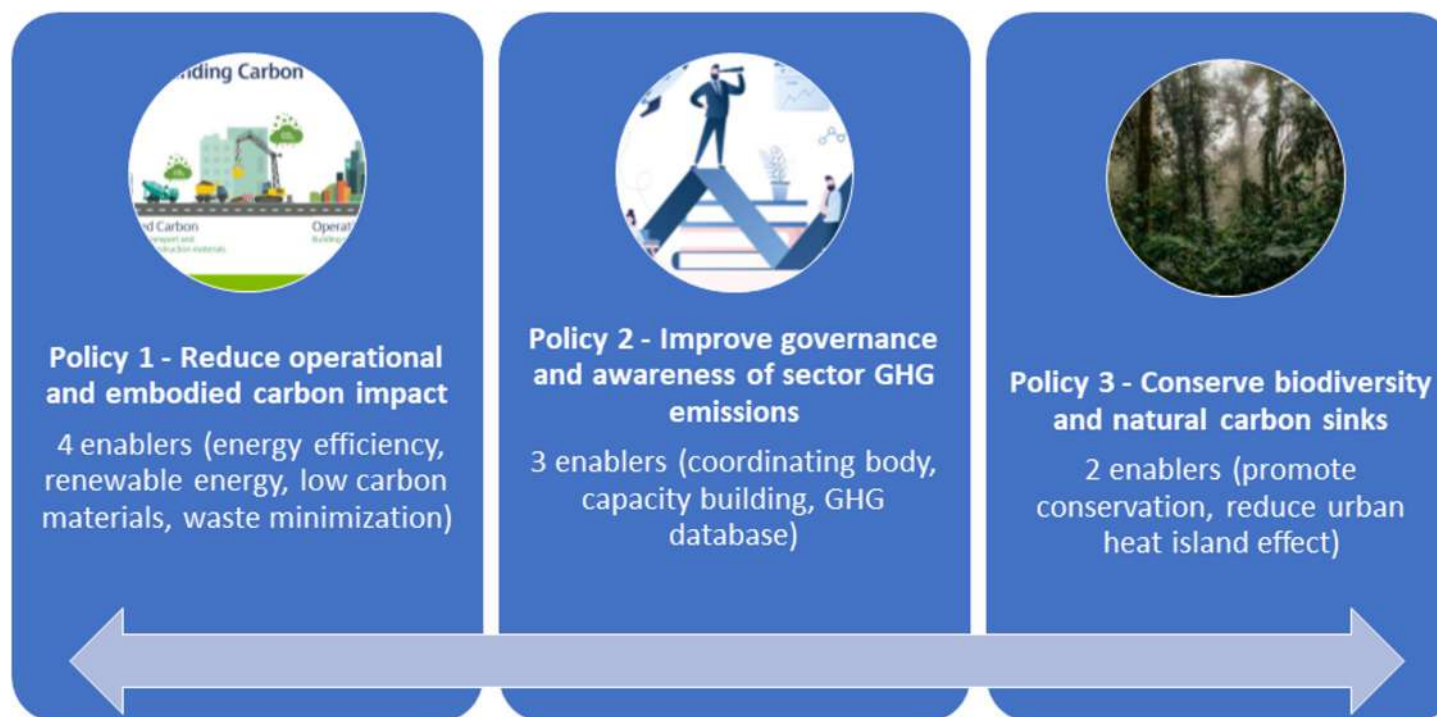 nding Carbon
CO₂
CO₂
d Carbon
Operat
Policy 1 - Reduce operational
and embodied carbon impact
4 enablers (energy efficiency,
renewable energy, low carbon
materials, waste minimization)
Policy 2 - Improve governance
and awareness of sector GHG
emissions
3 enablers (coordinating body,
capacity building, GHG
database)
Policy 3 - Conserve biodiversity
and natural carbon sinks
2 enablers (promote
conservation, reduce urban
heat island effect)